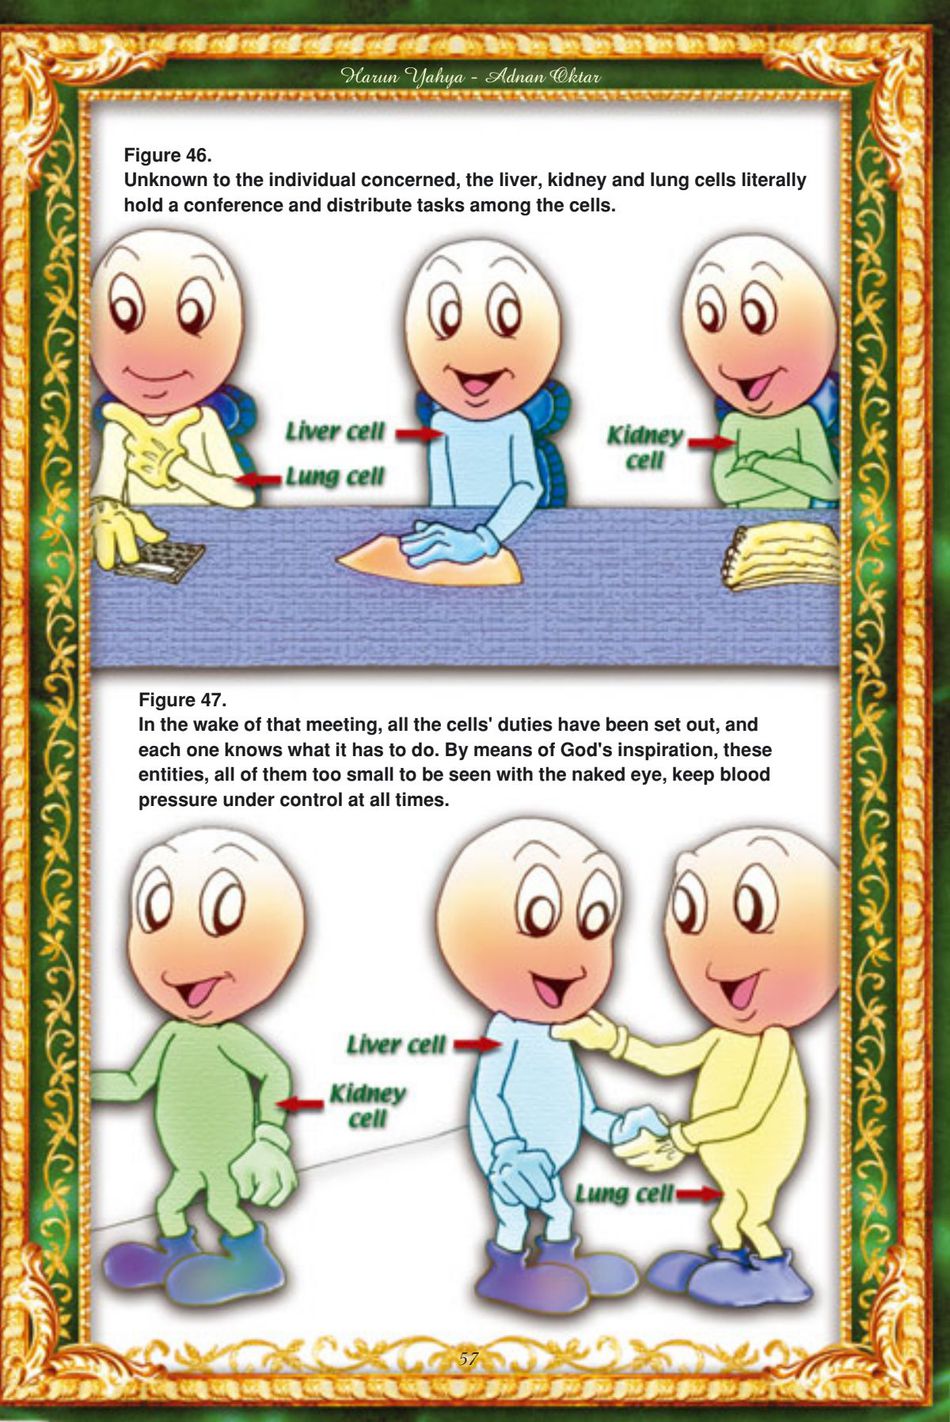 Harun Yahya - Adnan Oktar
Figure 46.
Unknown to the individual concerned, the liver, kidney and lung cells literally
hold a conference and distribute tasks among the cells.
Liver cell
Kidney
cell
Lung cell
Figure 47.
In the wake of that meeting, all the cells' duties have been set out, and
each one knows what it has to do. By means of God's inspiration, these
entities, all of them too small to be seen with the naked eye, keep blood
pressure under control at all times.
Liver cell
Kidney
cell
Lung cell
57